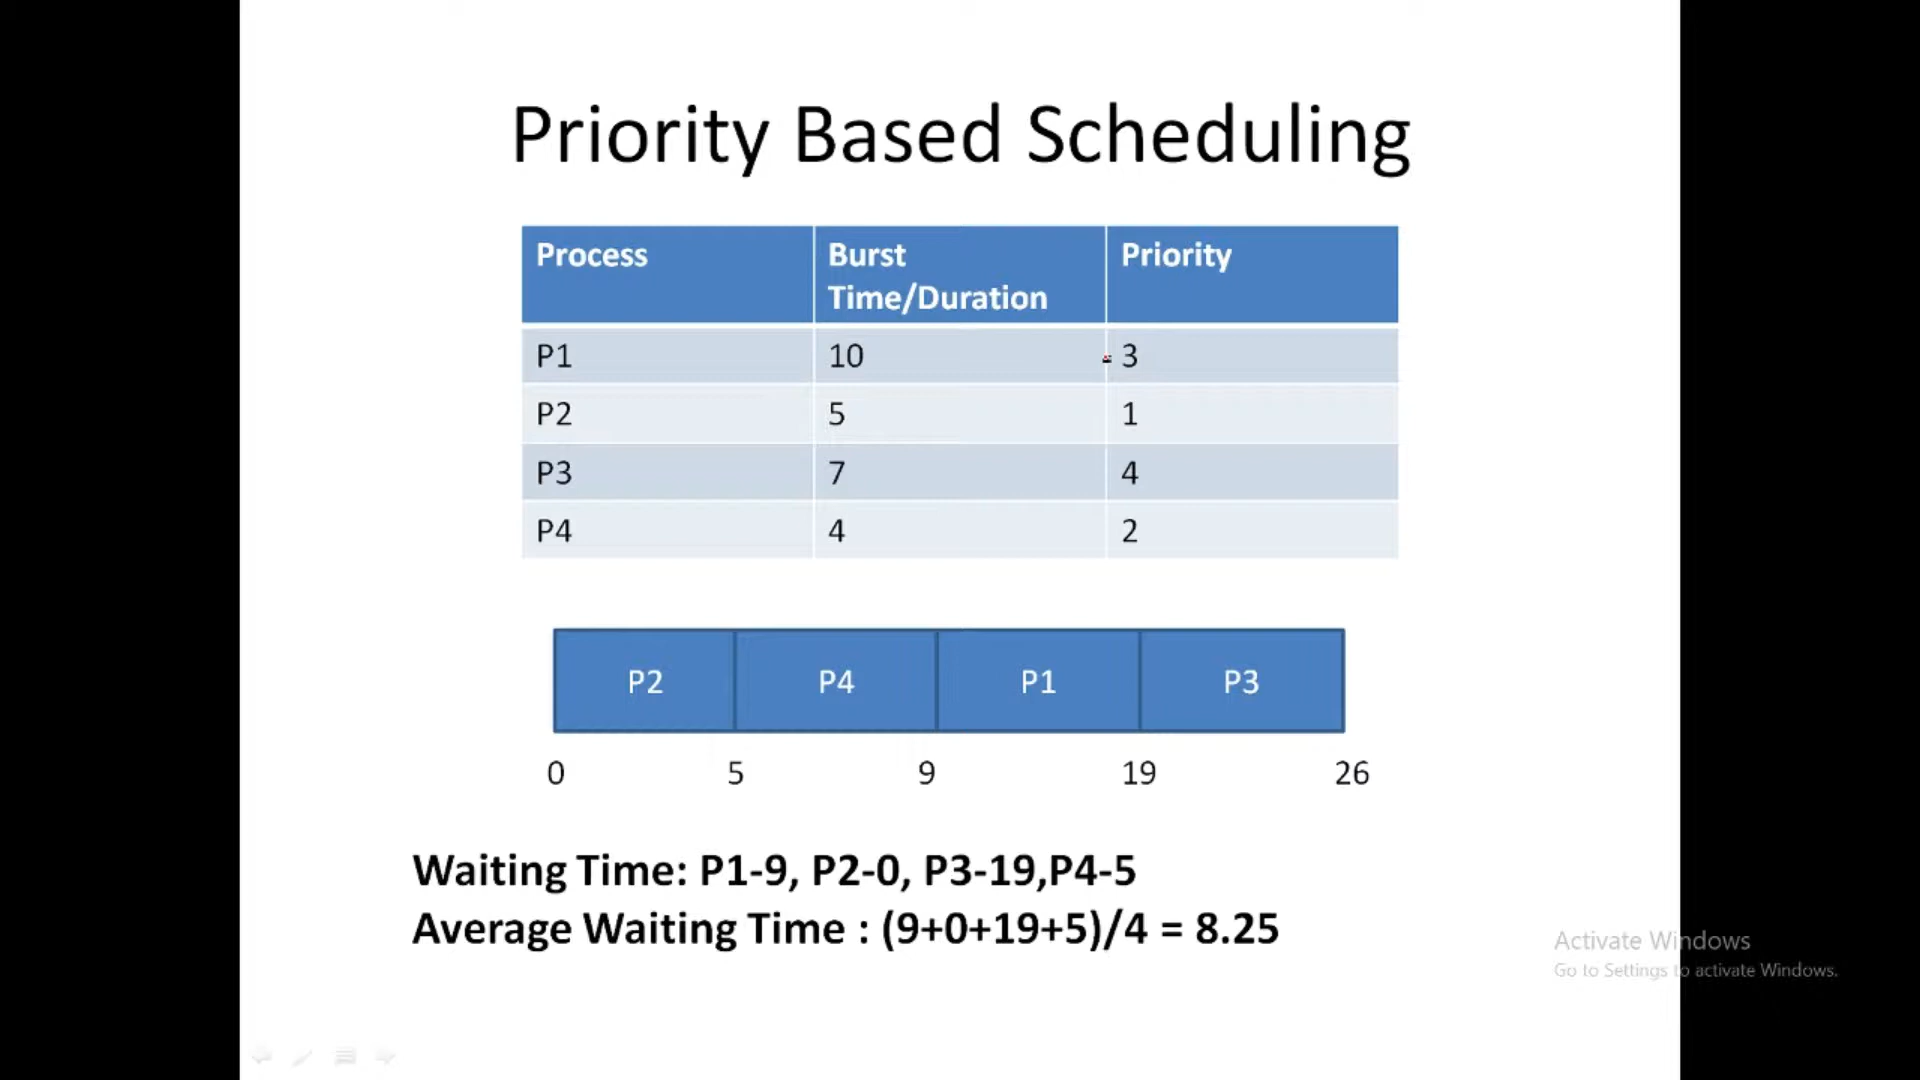 Priority Based Scheduling
Process Burst Time/Duration Priority
P1 10 3
P2 5 1
P3 7 4
P4 4 2
P2 P4 P1 P3
0 5 9 19 26
Waiting Time: P1-9, P2-0, P3-19,P4-5
Average Waiting Time : (9+0+19+5)/4 = 8.25
Activate Windows
Go to Settings to activate Windows.